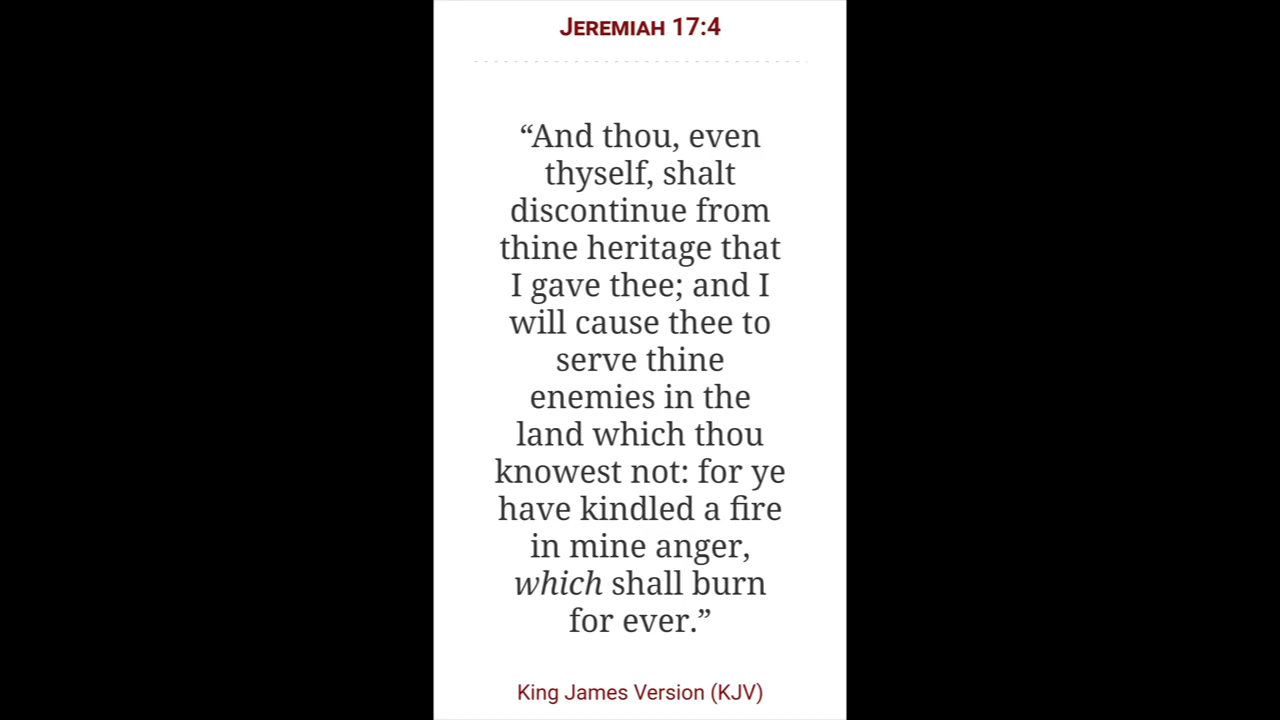 JEREMIAH 17:4
“And thou, even
thyself, shalt
discontinue from
thine heritage that
I gave thee; and I
will cause thee to
serve thine
enemies in the
land which thou
knowest not: for ye
have kindled a fire
in mine anger,
which shall burn
for ever.”
King James Version (KJV)